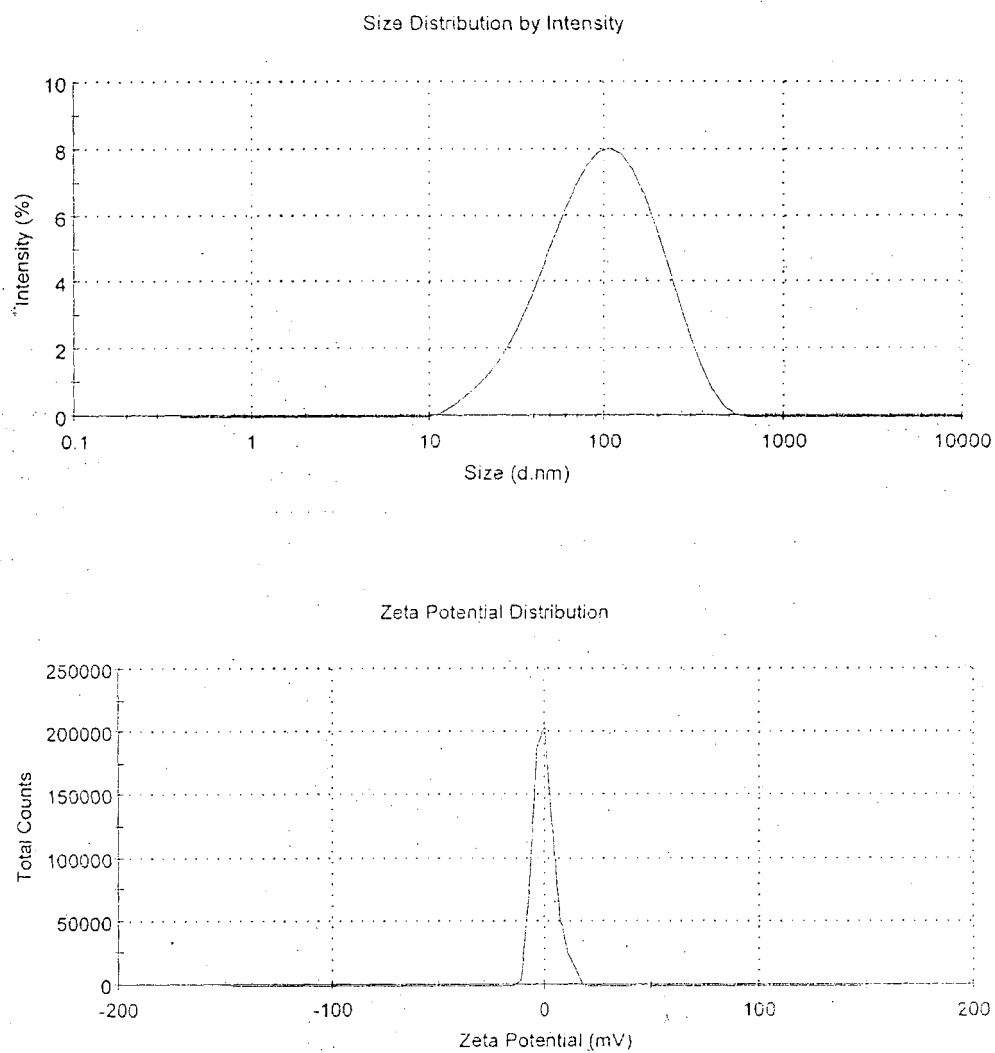 Size Distribution by Intensity
10
8
6
4
2
0
Intensity (%)
0.1 1 10 100 1000 10000
Size (d.nm)
Zeta Potential Distribution
250000
200000
150000
100000
50000
0
Total Counts
-200 -100 0 100 200
Zeta Potential (mV)